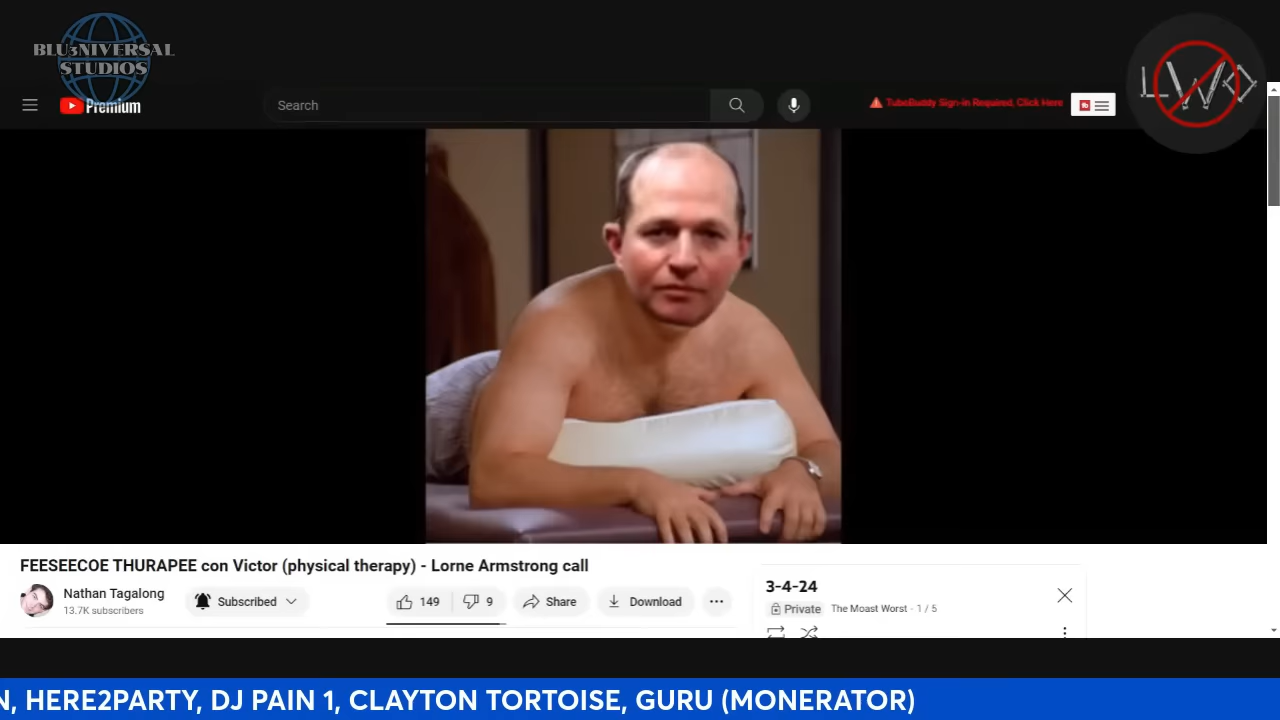 BLU3NIVERSAL
STUDIOS
LWD
Premium
Search
TubeBuddy Sign-in Required, Click Here
FEESEECOE THURAPEE con Victor (physical therapy) - Lorne Armstrong call
Nathan Tagalong
13.7K subscribers
Subscribed
149
9
Share
Download
3-4-24
Private
The Moast Worst - 1 / 5
N, HERE2PARTY, DJ PAIN 1, CLAYTON TORTOISE, GURU (MONERATOR)